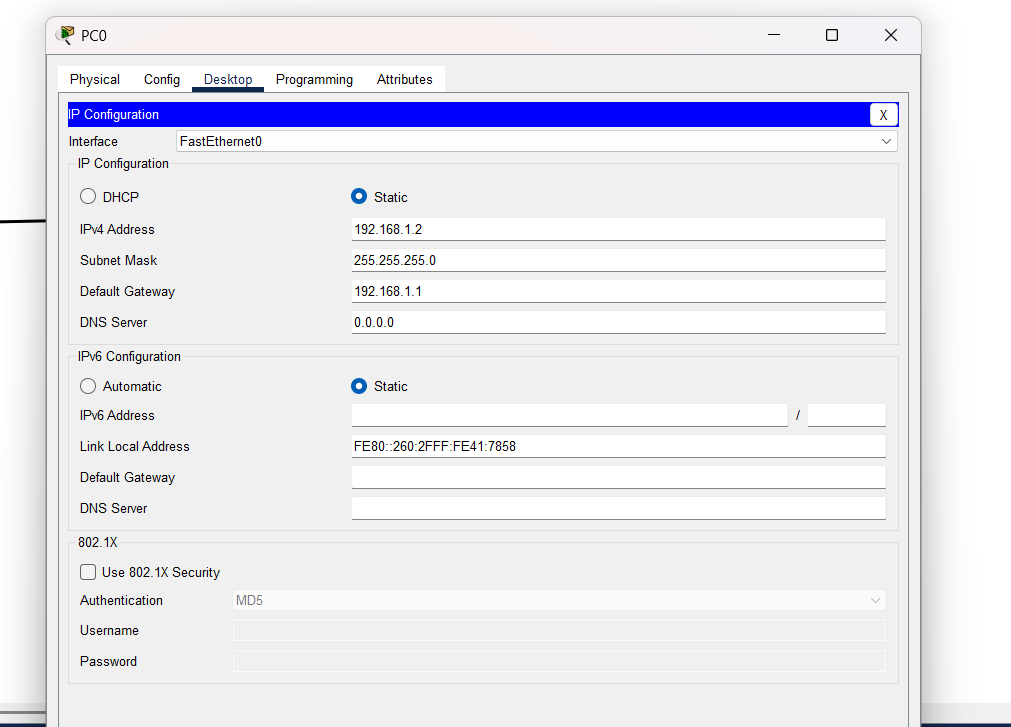 PC0
Physical Config Desktop Programming Attributes
IP Configuration X
Interface FastEthernet0
IP Configuration
DHCP Static
IPv4 Address 192.168.1.2
Subnet Mask 255.255.255.0
Default Gateway 192.168.1.1
DNS Server 0.0.0.0
IPv6 Configuration
Automatic Static
IPv6 Address /
Link Local Address FE80::260:2FFF:FE41:7858
Default Gateway
DNS Server
802.1X
Use 802.1X Security
Authentication MD5
Username
Password